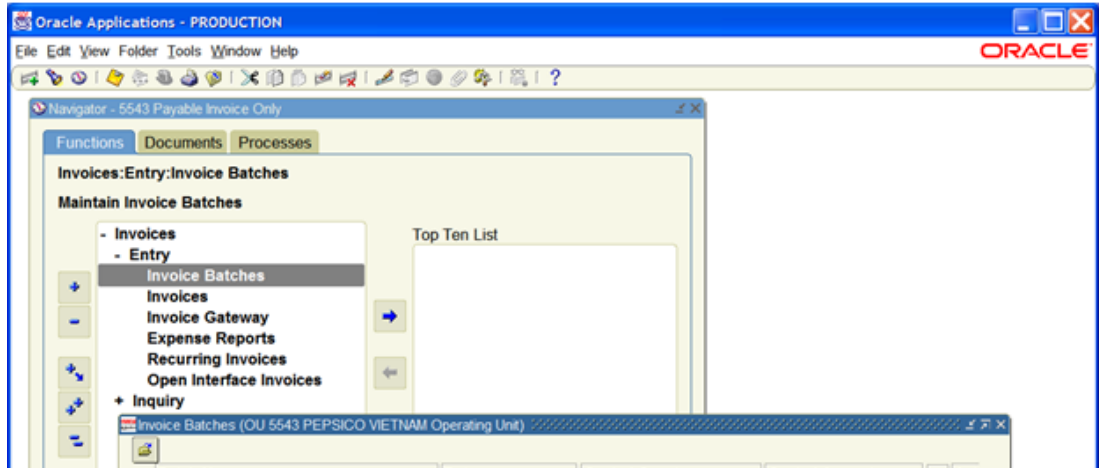 Oracle Applications - PRODUCTION
File Edit View Folder Tools Window Help
ORACLE
Navigator - 5543 Payable Invoice Only
Functions Documents Processes
Invoices:Entry:Invoice Batches
Maintain Invoice Batches
- Invoices
Top Ten List
- Entry
Invoice Batches
Invoices
Invoice Gateway
Expense Reports
Recurring Invoices
Open Interface Invoices
+ Inquiry
Invoice Batches (OU 5543 PEPSICO VIETNAM Operating Unit)